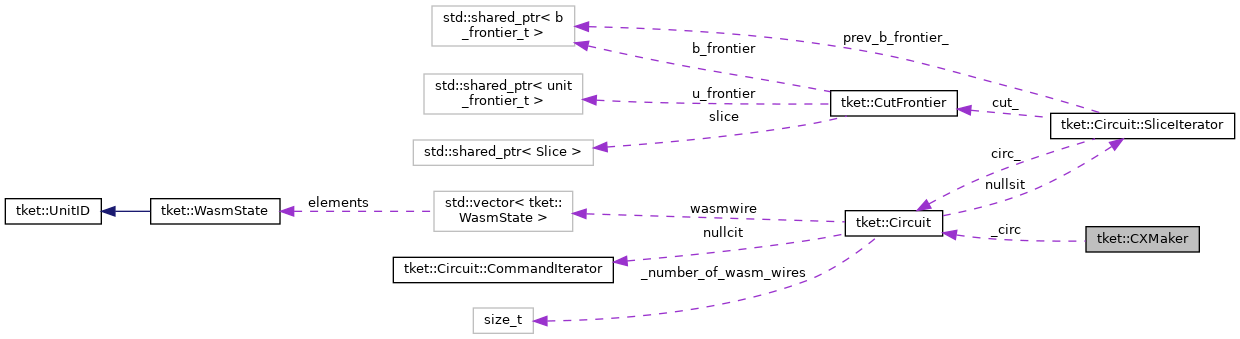 std::shared_ptr< b
_frontier_t >
prev_b_frontier_
b_frontier
std::shared_ptr< unit
_frontier_t >
u_frontier
tket::CutFrontier
cut_
slice
tket::Circuit::SliceIterator
std::shared_ptr< Slice >
circ_
nullsit
tket::UnitID
tket::WasmState
elements
std::vector< tket::
WasmState >
wasmwire
tket::Circuit
nullcit
_circ
tket::CXMaker
tket::Circuit::CommandIterator
_number_of_wasm_wires
size_t